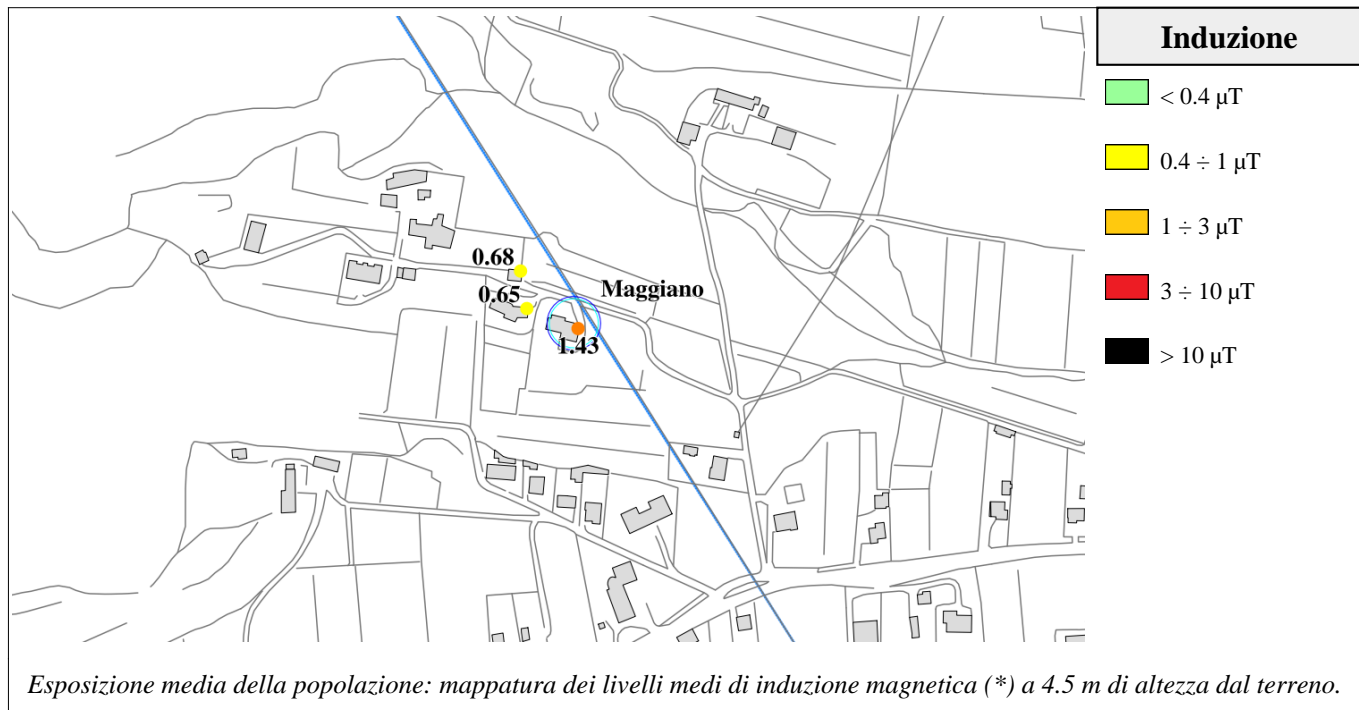 Induzione
< 0.4 µT
0.4 ÷ 1 µT
1 ÷ 3 µT
3 ÷ 10 µT
> 10 µT
0.68
0.65
Maggiano
1.43
Esposizione media della popolazione: mappatura dei livelli medi di induzione magnetica (*) a 4.5 m di altezza dal terreno.